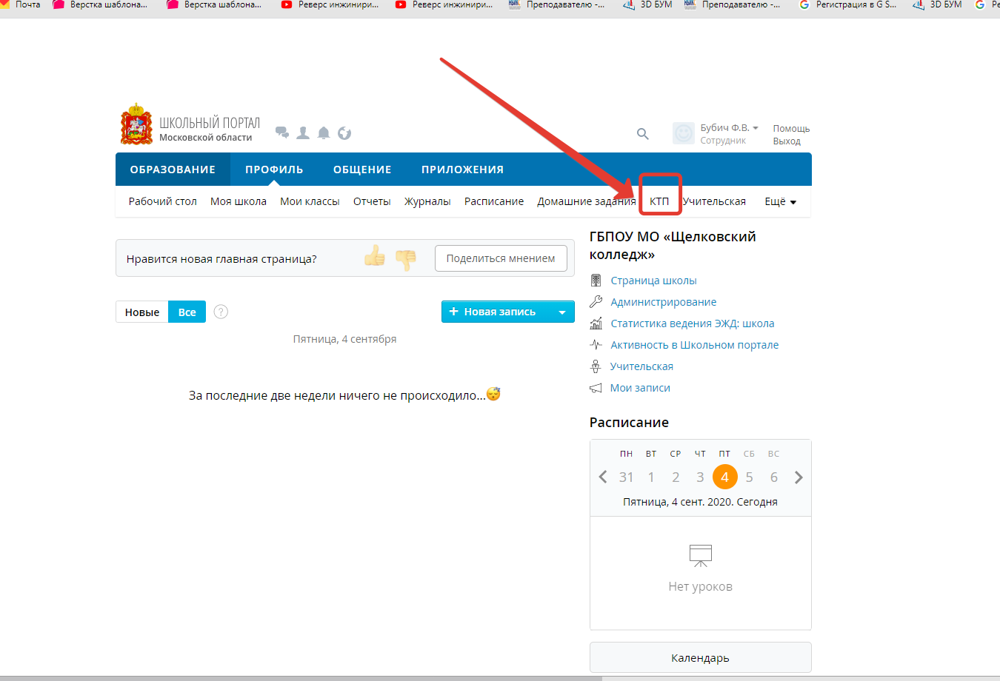 Почта Верстка шаблона... Верстка шаблона... Реверс инжинири... Реверс инжинири... Преподавателю -... 3D БУМ Преподавателю -... Регистрация в G S... 3D БУМ Ре
ШКОЛЬНЫЙ ПОРТАЛ
Московской области
Бубич Ф.В.
Сотрудник
Помощь
Выход
ОБРАЗОВАНИЕ ПРОФИЛЬ ОБЩЕНИЕ ПРИЛОЖЕНИЯ
Рабочий стол Моя школа Мои классы Отчеты Журналы Расписание Домашние задания КТП Учительская Ещё
Нравится новая главная страница? Поделиться мнением
Новые Все ? + Новая запись
Пятница, 4 сентября
За последние две недели ничего не происходило...
ГБПОУ МО «Щелковский
колледж»
Страница школы
Администрирование
Статистика ведения ЭЖД: школа
Активность в Школьном портале
Учительская
Мои записи
Расписание
ПН ВТ СР ЧТ ПТ СБ ВС
31 1 2 3 4 5 6
Пятница, 4 сент. 2020. Сегодня
Нет уроков
Календарь